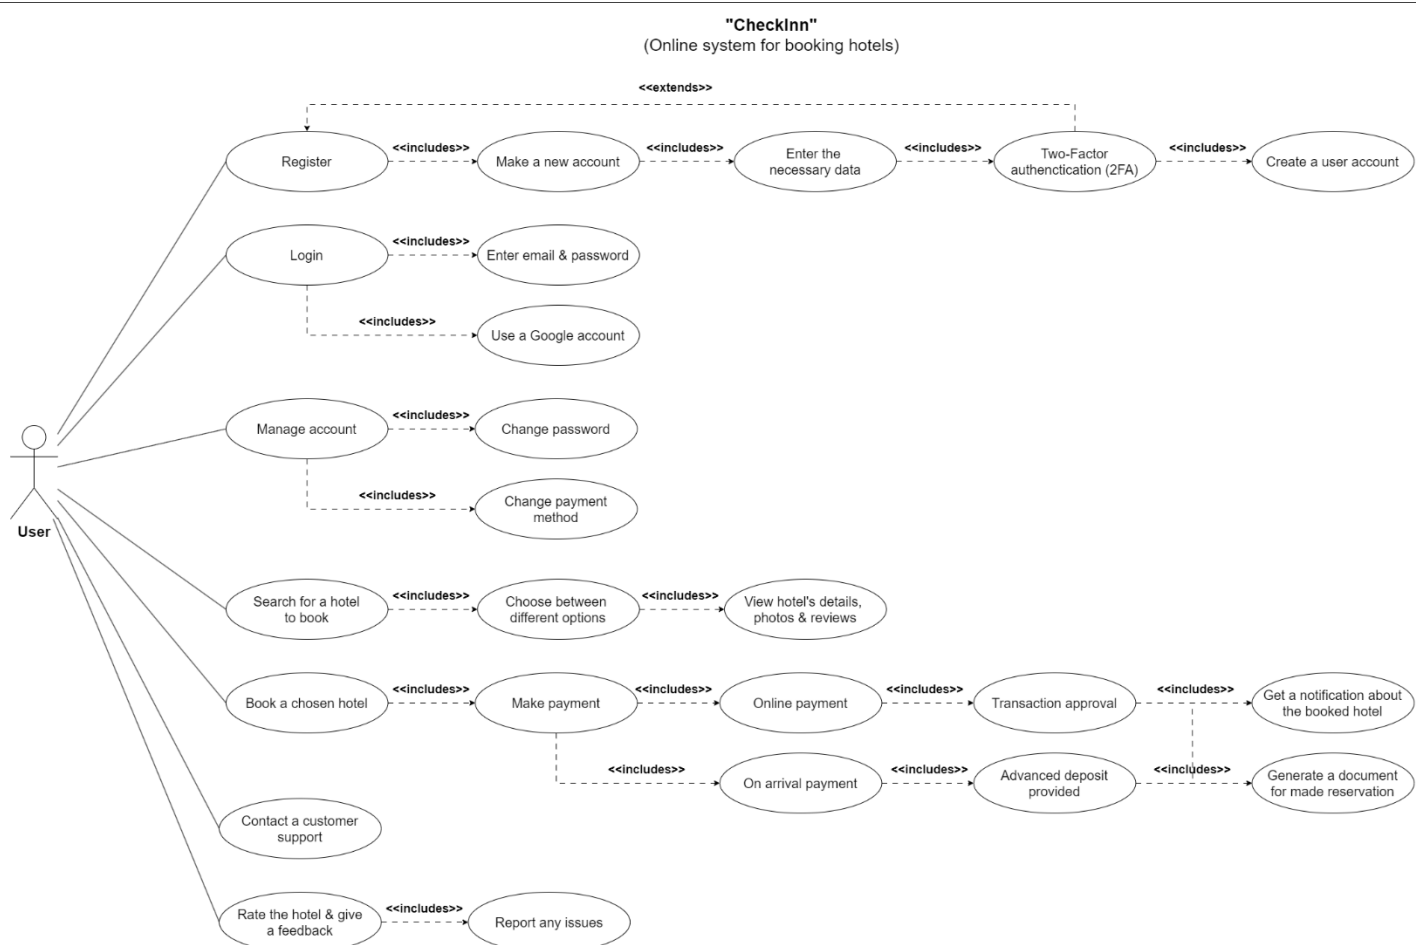 "CheckInn"
(Online system for booking hotels)
<<extends>>
Register
<<includes>>
Make a new account
<<includes>>
Enter the
necessary data
<<includes>>
Two-Factor
authenctication (2FA)
<<includes>>
Create a user account
Login
<<includes>>
Enter email & password
<<includes>>
Use a Google account
Manage account
<<includes>>
Change password
<<includes>>
Change payment
method
User
Search for a hotel
to book
<<includes>>
Choose between
different options
<<includes>>
View hotel's details,
photos & reviews
Book a chosen hotel
<<includes>>
Make payment
<<includes>>
Online payment
<<includes>>
Transaction approval
<<includes>>
Get a notification about
the booked hotel
<<includes>>
On arrival payment
<<includes>>
Advanced deposit
provided
<<includes>>
Generate a document
for made reservation
Contact a customer
support
Rate the hotel & give
a feedback
<<includes>>
Report any issues